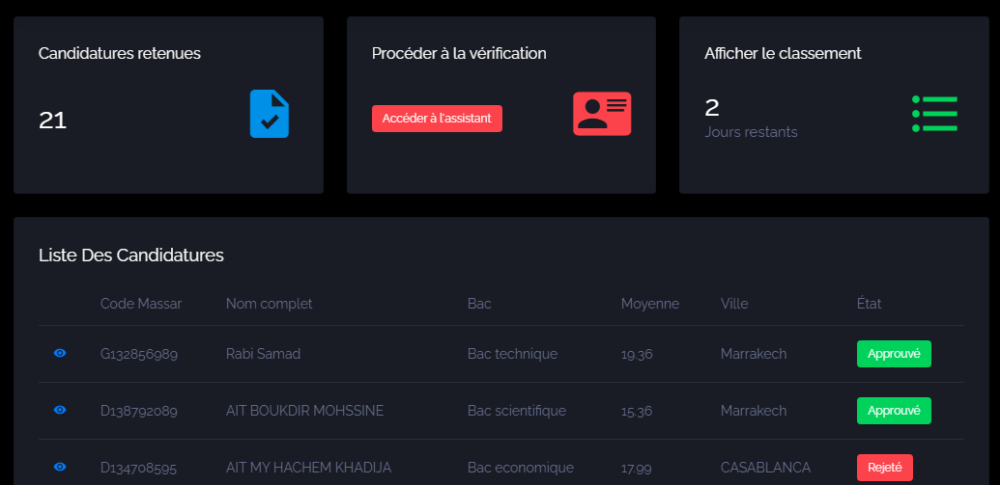 Candidatures retenues
21
Procéder à la vérification
Accéder à l'assistant
Afficher le classement
2
Jours restants
Liste Des Candidatures
Code Massar Nom complet Bac Moyenne Ville État
G132856989 Rabi Samad Bac technique 19.36 Marrakech Approuvé
D138792089 AIT BOUKDIR MOHSSINE Bac scientifique 15.36 Marrakech Approuvé
D134708595 AIT MY HACHEM KHADIJA Bac economique 17.99 CASABLANCA Rejeté